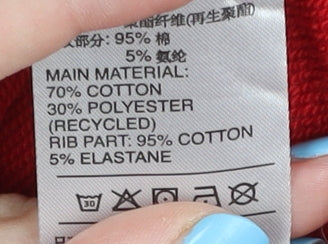 聚酯纤维(再生聚酯)
部分: 95% 棉
5% 氨纶
MAIN MATERIAL:
70% COTTON
30% POLYESTER
(RECYCLED)
RIB PART: 95% COTTON
5% ELASTANE
30